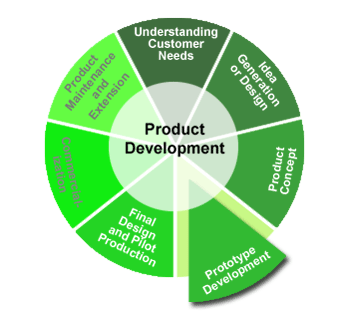 Understanding
Customer
Needs
Idea
Generation
or Design
Product
Concept
Prototype
Development
Final
Design
and Pilot
Production
Commercial-
ization
Product
Maintenance
and
Extension
Product
Development